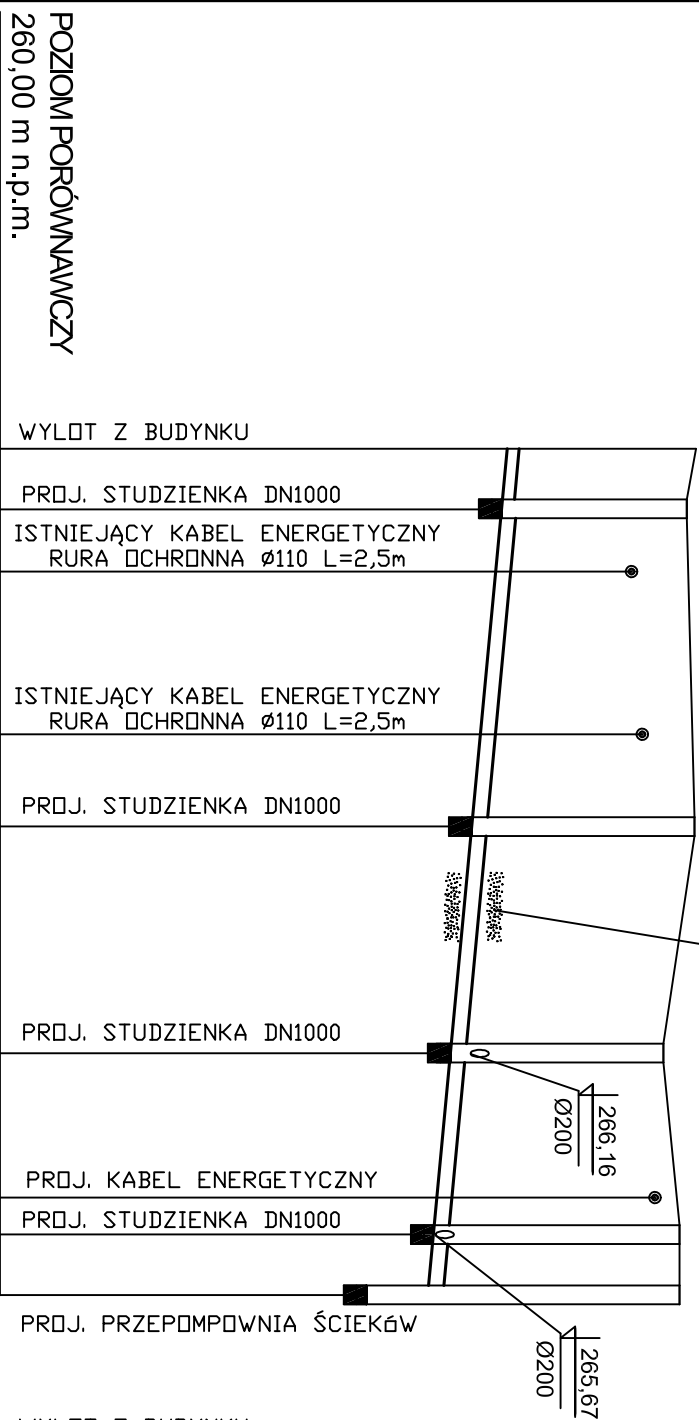 POZIOM PORÓWNAWCZY
260,00 m n.p.m.
WYLOT Z BUDYNKU
PROJ. STUDZIENKA DN1000
ISTNIEJĄCY KABEL ENERGETYCZNY
RURA OCHRONNA Ø110 L=2,5m
ISTNIEJĄCY KABEL ENERGETYCZNY
RURA OCHRONNA Ø110 L=2,5m
PROJ. STUDZIENKA DN1000
PROJ. STUDZIENKA DN1000
266,16
Ø200
PROJ. KABEL ENERGETYCZNY
PROJ. STUDZIENKA DN1000
PROJ. PRZEPOMPOWNIA ŚCIEKóW
265,67
Ø200